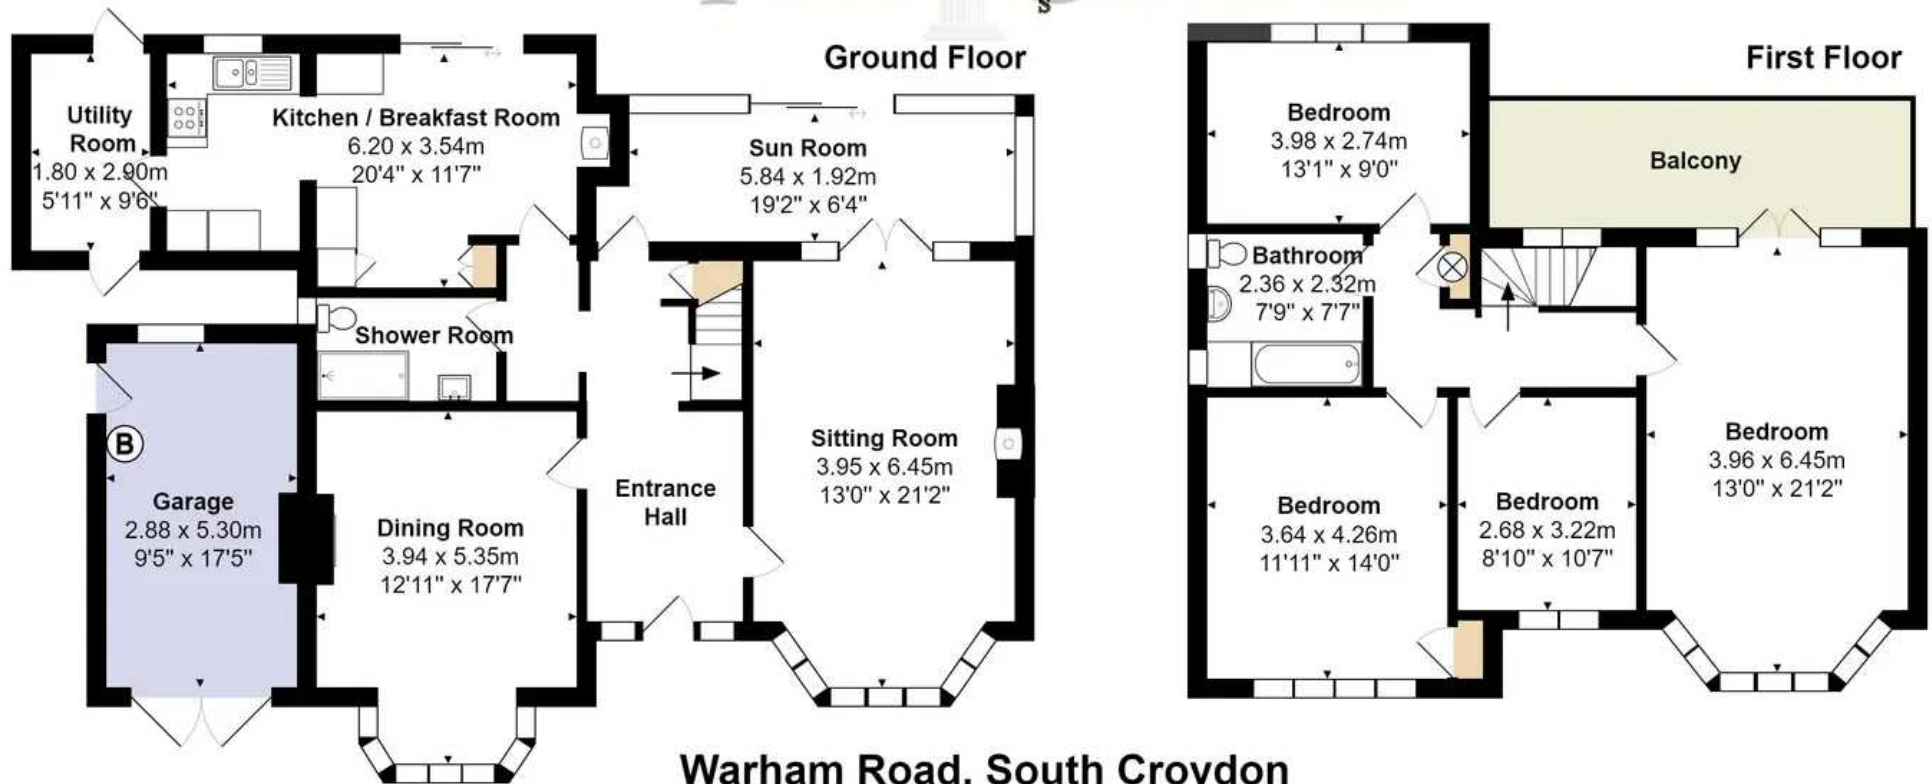 S
Ground Floor
First Floor
Utility
Room
1.80 x 2.90m
5'11" x 9'6"
Kitchen / Breakfast Room
6.20 x 3.54m
20'4" x 11'7"
Sun Room
5.84 x 1.92m
19'2" x 6'4"
Shower Room
B
Garage
2.88 x 5.30m
9'5" x 17'5"
Dining Room
3.94 x 5.35m
12'11" x 17'7"
Entrance
Hall
Sitting Room
3.95 x 6.45m
13'0" x 21'2"
Bedroom
3.98 x 2.74m
13'1" x 9'0"
Balcony
Bathroom
2.36 x 2.32m
7'9" x 7'7"
Bedroom
3.64 x 4.26m
11'11" x 14'0"
Bedroom
2.68 x 3.22m
8'10" x 10'7"
Bedroom
3.96 x 6.45m
13'0" x 21'2"
Warham Road, South Croydon